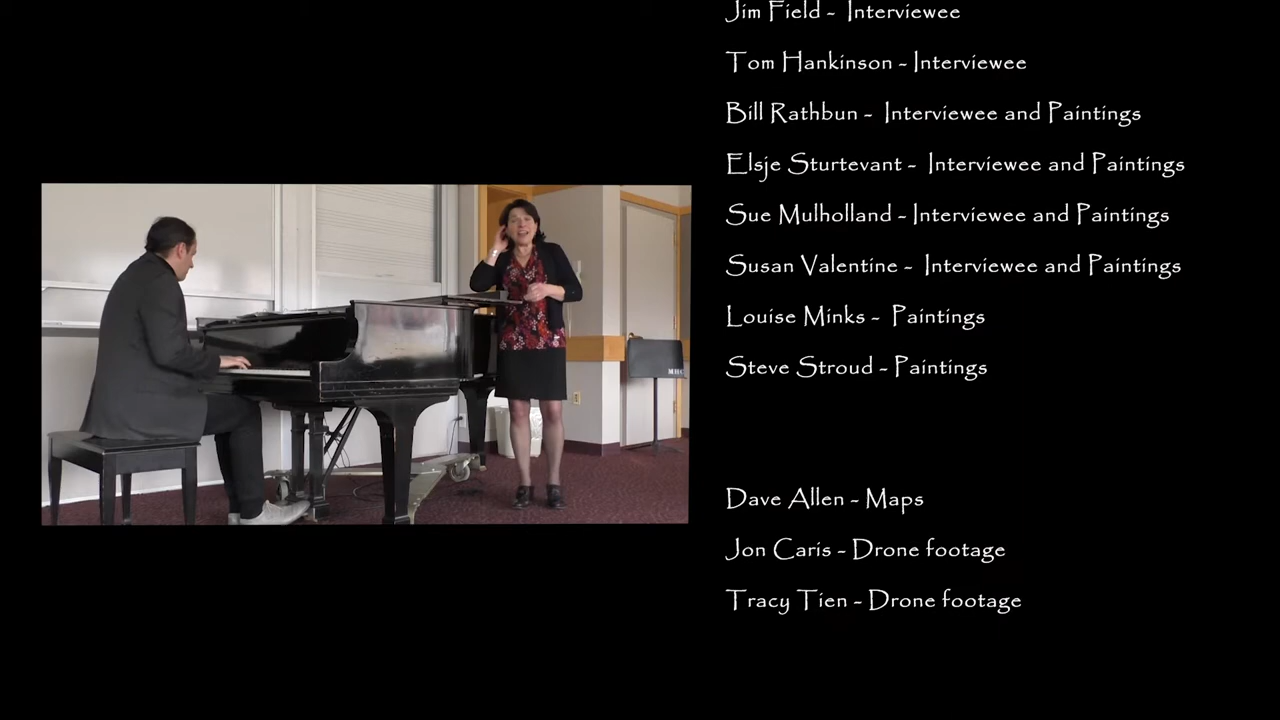 Jim Field - Interviewee
Tom Hankinson - Interviewee
Bill Rathbun - Interviewee and Paintings
Elsje Sturtevant - Interviewee and Paintings
Sue Mulholland - Interviewee and Paintings
Susan Valentine - Interviewee and Paintings
Louise Minks - Paintings
Steve Stroud - Paintings
Dave Allen - Maps
Jon Caris - Drone footage
Tracy Tien - Drone footage